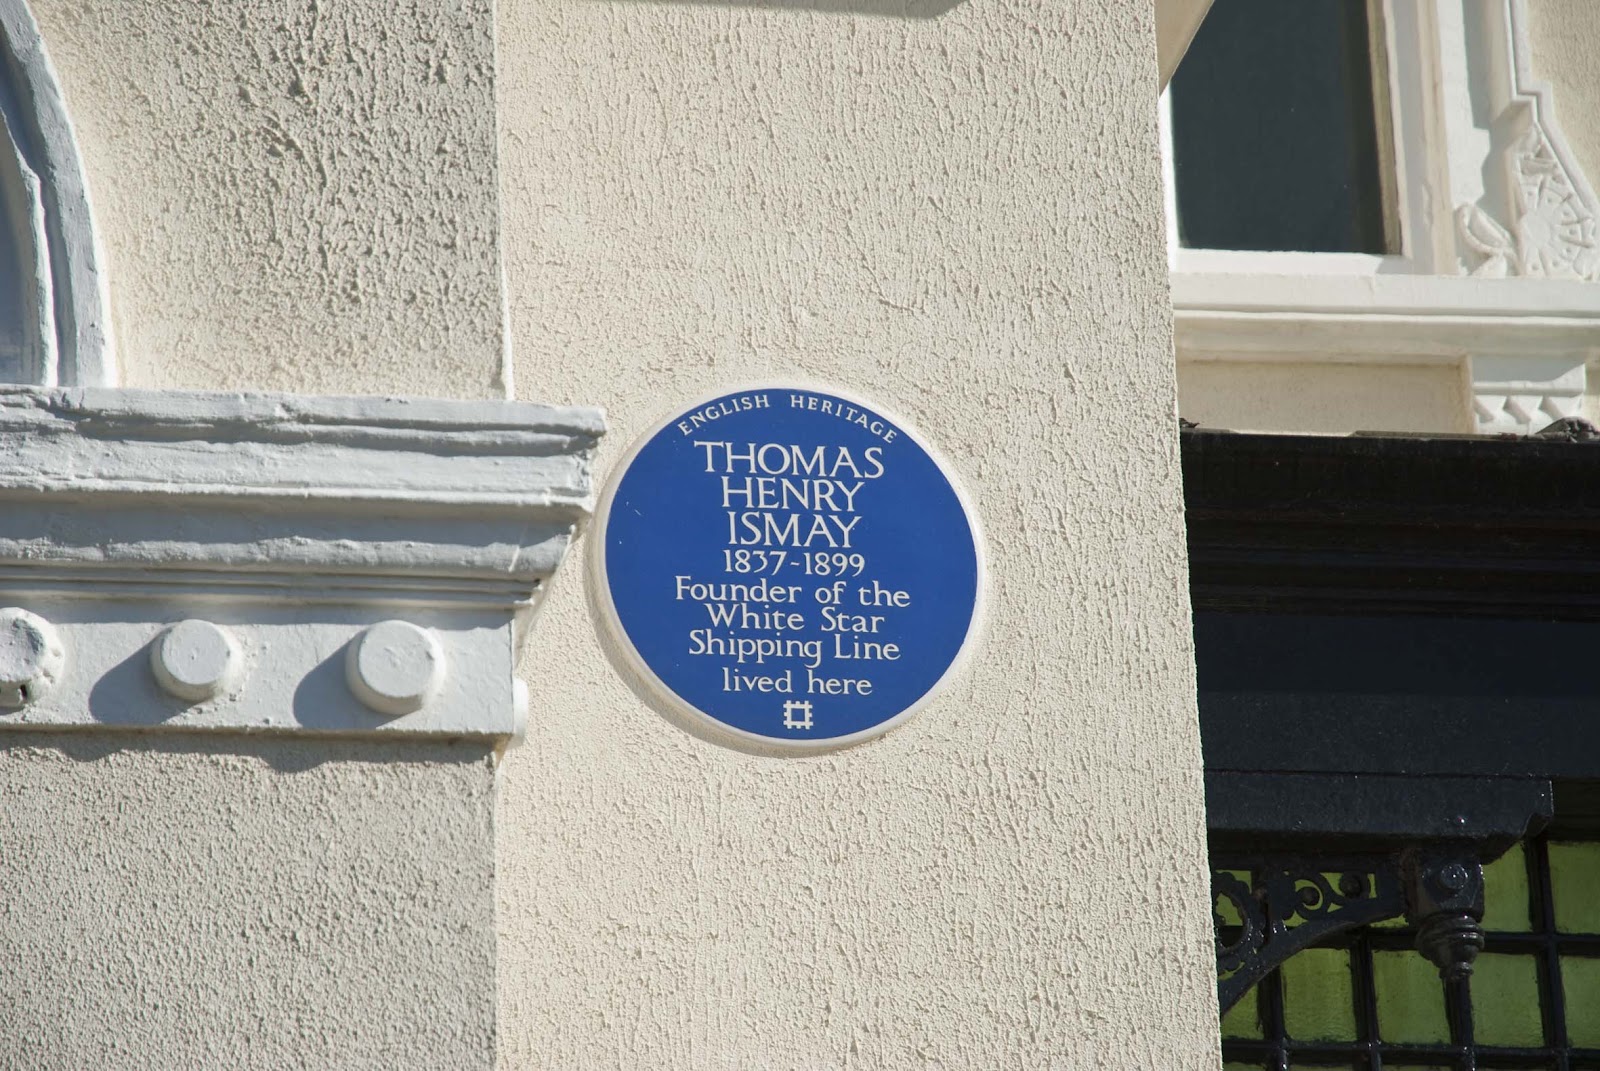 ENGLISH HERITAGE
THOMAS
HENRY
ISMAY
1837-1899
Founder of the
White Star
Shipping Line
lived here